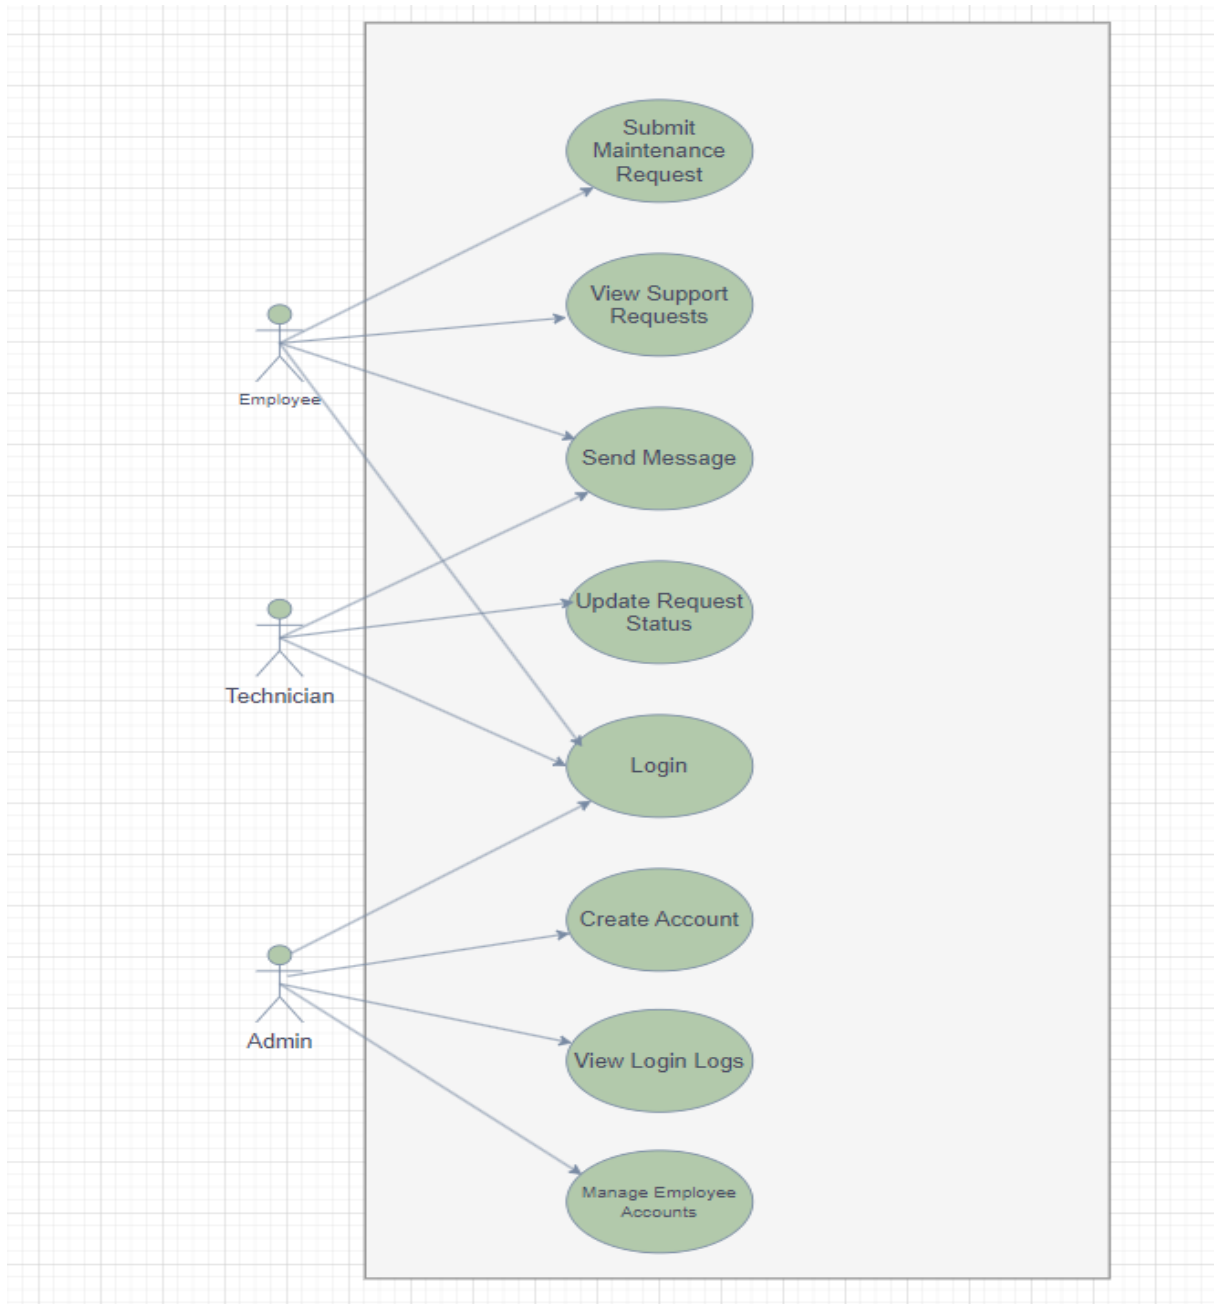 Submit
Maintenance
Request
View Support
Requests
Employee
Send Message
Update Request
Status
Technician
Login
Create Account
Admin
View Login Logs
Manage Employee
Accounts